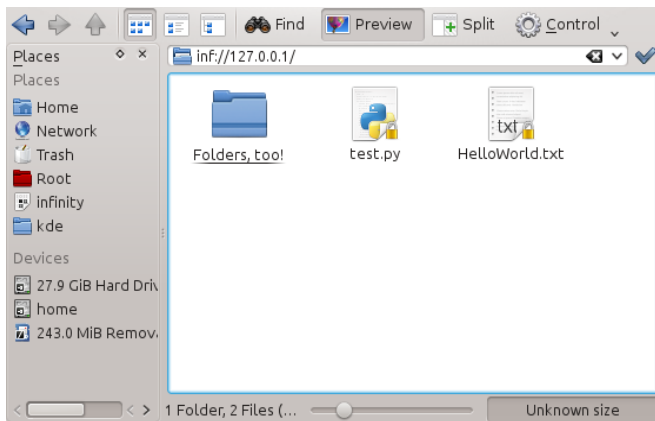 Find Preview Split Control
Places
inf://127.0.0.1/
Places
Home
Network
Trash
Root
infinity
kde
Devices
27.9 GiB Hard Driv
home
243.0 MiB Remov.
Folders, too! test.py HelloWorld.txt
txt
1 Folder, 2 Files (... Unknown size